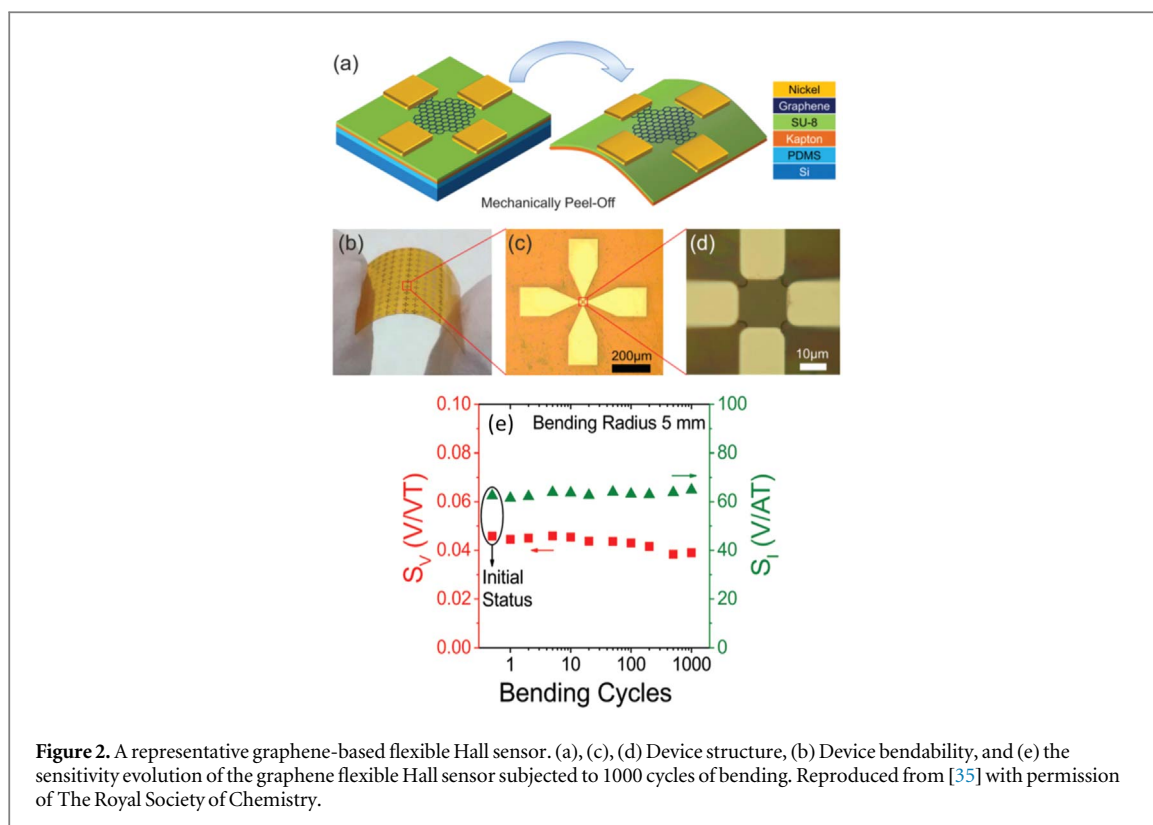 (a)
Nickel
Graphene
SU-8
Kapton
PDMS
Si
Mechanically Peel-Off
(b)
(c)
(d)
200μm
10μm
(e)
Bending Radius 5 mm
0.10
0.08
0.06
0.04
0.02
0.00
S_V (V/VT)
100
80
60
40
20
0
S_I (V/AT)
Initial
Status
1
10
100
1000
Bending Cycles
Figure 2. A representative graphene-based flexible Hall sensor. (a), (c), (d) Device structure, (b) Device bendability, and (e) the
sensitivity evolution of the graphene flexible Hall sensor subjected to 1000 cycles of bending. Reproduced from [35] with permission
of The Royal Society of Chemistry.